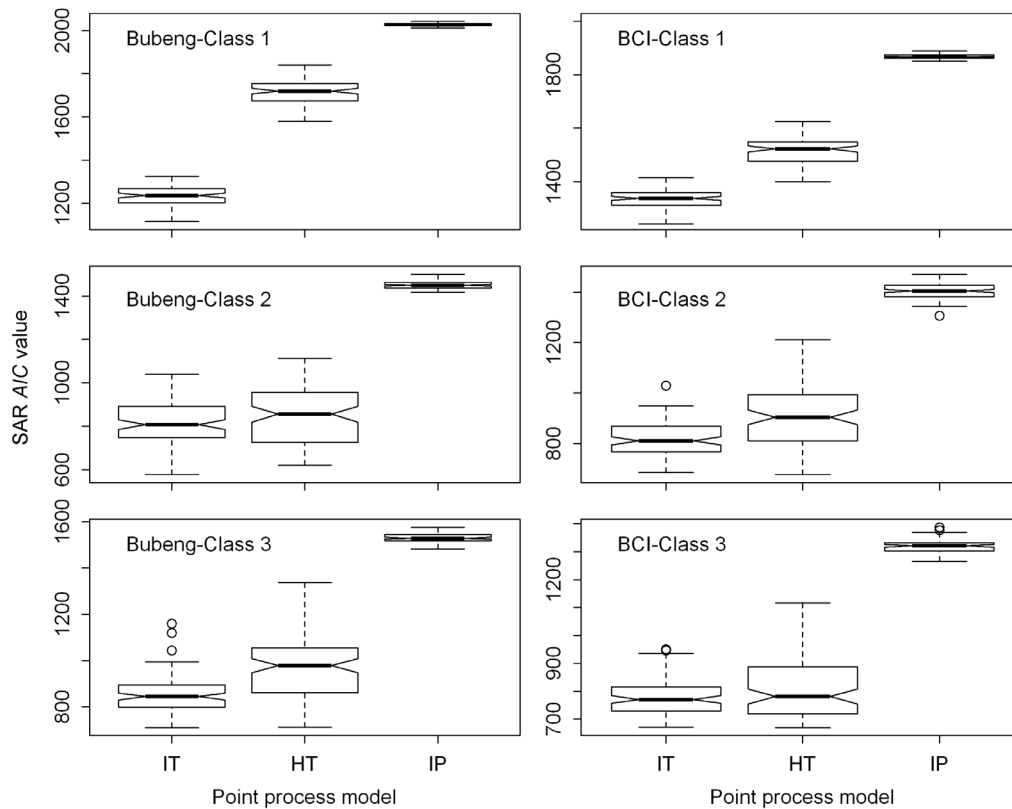 SAR AIC value
Bubeng-Class 1
2000
1600
1200
BCI-Class 1
1800
1400
Bubeng-Class 2
1400
1000
800
600
BCI-Class 2
1200
800
Bubeng-Class 3
1600
1200
800
BCI-Class 3
1200
900
700
IT HT IP
IT HT IP
Point process model
Point process model